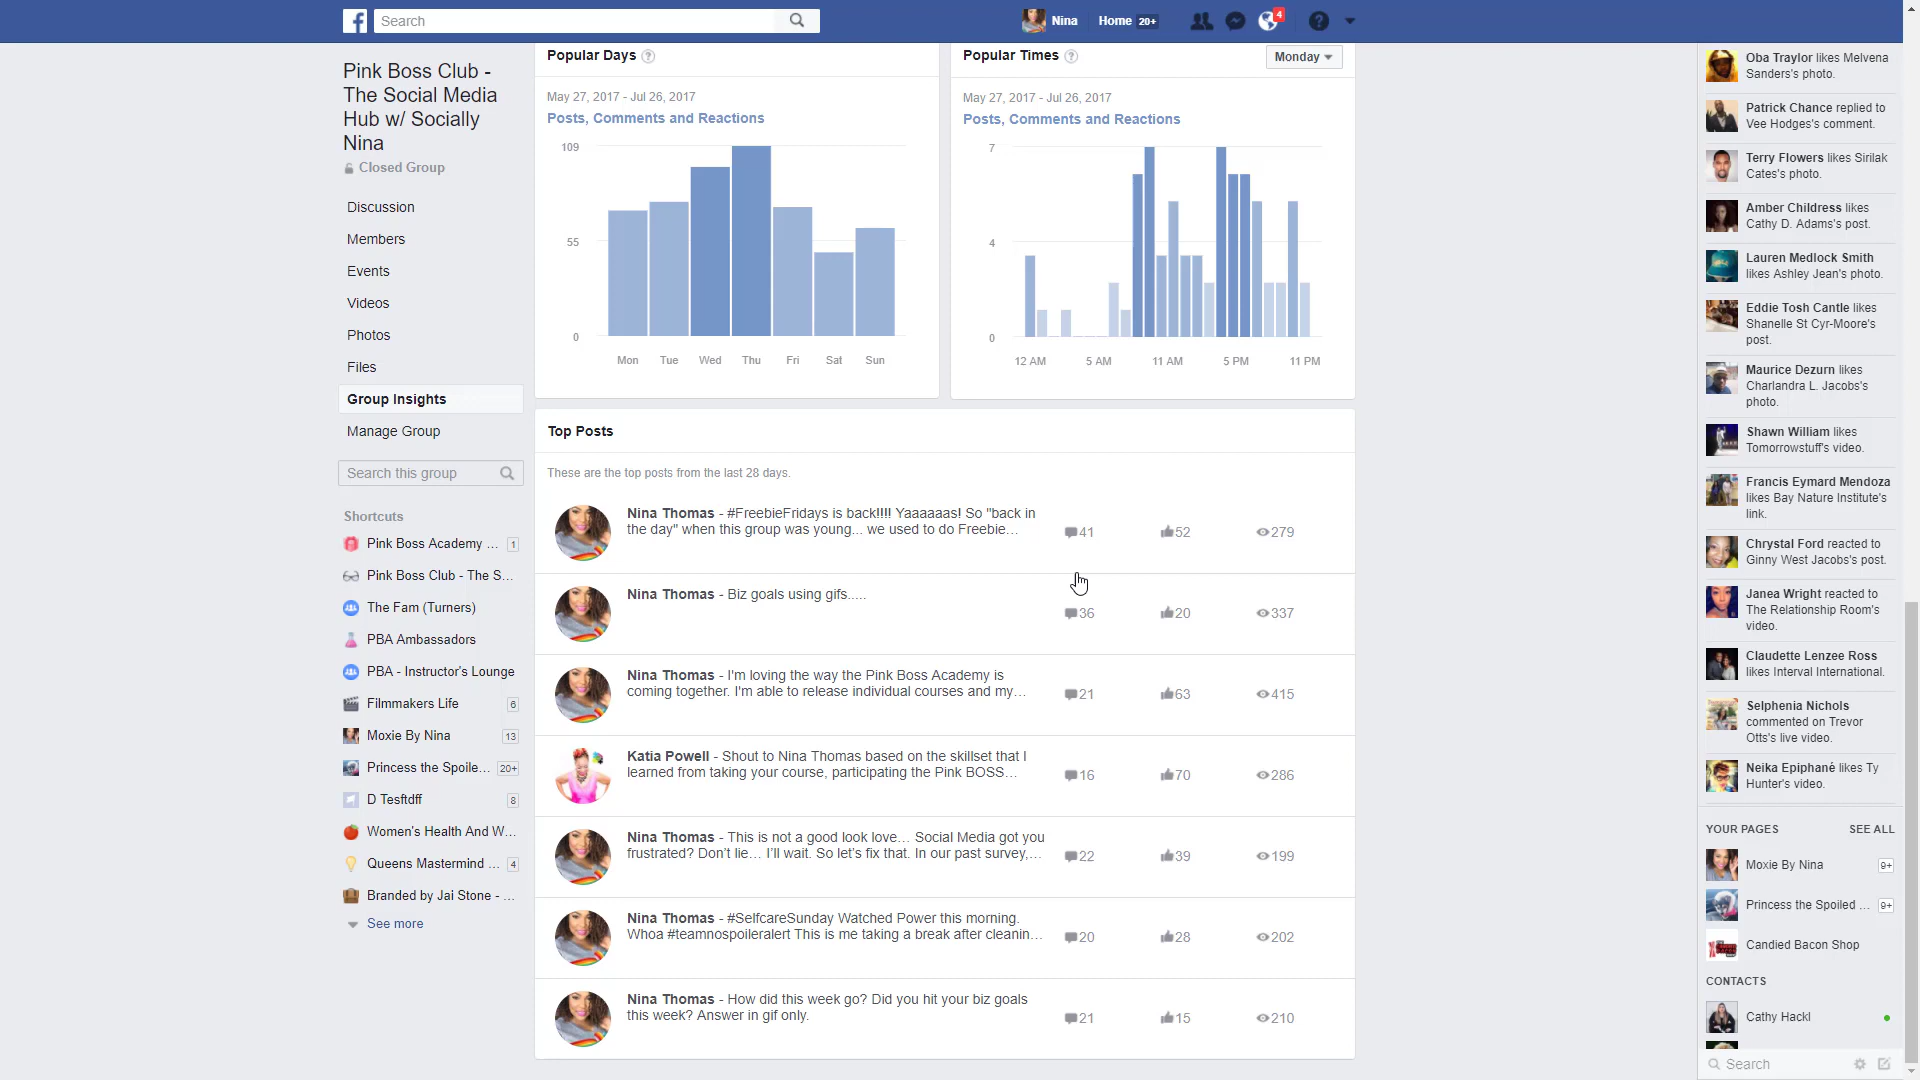 Search
Nina
Home 20+
4
Pink Boss Club -
The Social Media
Hub w/ Socially
Nina
Closed Group
Discussion
Members
Events
Videos
Photos
Files
Group Insights
Manage Group
Search this group
Shortcuts
Pink Boss Academy ... 1
Pink Boss Club - The S...
The Fam (Turners)
PBA Ambassadors
PBA - Instructor's Lounge
Filmmakers Life 6
Moxie By Nina 13
Princess the Spoile... 20+
D Tesftdff 8
Women's Health And W...
Queens Mastermind ... 4
Branded by Jai Stone - ...
See more
Popular Days ?
May 27, 2017 - Jul 26, 2017
Posts, Comments and Reactions
109
55
0
Mon Tue Wed Thu Fri Sat Sun
Popular Times ?
Monday
May 27, 2017 - Jul 26, 2017
Posts, Comments and Reactions
7
4
0
12 AM 5 AM 11 AM 5 PM 11 PM
Top Posts
These are the top posts from the last 28 days.
Nina Thomas - #FreebieFridays is back!!!! Yaaaaaas! So "back in
the day" when this group was young... we used to do Freebie...
41 52 279
Nina Thomas - Biz goals using gifs.....
36 20 337
Nina Thomas - I'm loving the way the Pink Boss Academy is
coming together. I'm able to release individual courses and my...
21 63 415
Katia Powell - Shout to Nina Thomas based on the skillset that I
learned from taking your course, participating the Pink BOSS...
16 70 286
Nina Thomas - This is not a good look love... Social Media got you
frustrated? Don't lie... I'll wait. So let's fix that. In our past survey,...
22 39 199
Nina Thomas - #SelfcareSunday Watched Power this morning.
Whoa #teamnospoileralert This is me taking a break after cleanin...
20 28 202
Nina Thomas - How did this week go? Did you hit your biz goals
this week? Answer in gif only.
21 15 210
Oba Traylor likes Melvena
Sanders's photo.
Patrick Chance replied to
Vee Hodges's comment.
Terry Flowers likes Sirilak
Cates's photo.
Amber Childress likes
Cathy D. Adams's post.
Lauren Medlock Smith
likes Ashley Jean's photo.
Eddie Tosh Cantle likes
Shanelle St Cyr-Moore's
post.
Maurice Dezurn likes
Charlandra L. Jacobs's
photo.
Shawn William likes
Tomorrowstuff's video.
Francis Eymard Mendoza
likes Bay Nature Institute's
link.
Chrystal Ford reacted to
Ginny West Jacobs's post.
Janea Wright reacted to
The Relationship Room's
video.
Claudette Lenzee Ross
likes Interval International.
Selphenia Nichols
commented on Trevor
Otts's live video.
Neika Epiphané likes Ty
Hunter's video.
YOUR PAGES SEE ALL
Moxie By Nina 9+
Princess the Spoiled ... 9+
Candied Bacon Shop
CONTACTS
Cathy Hackl
Search